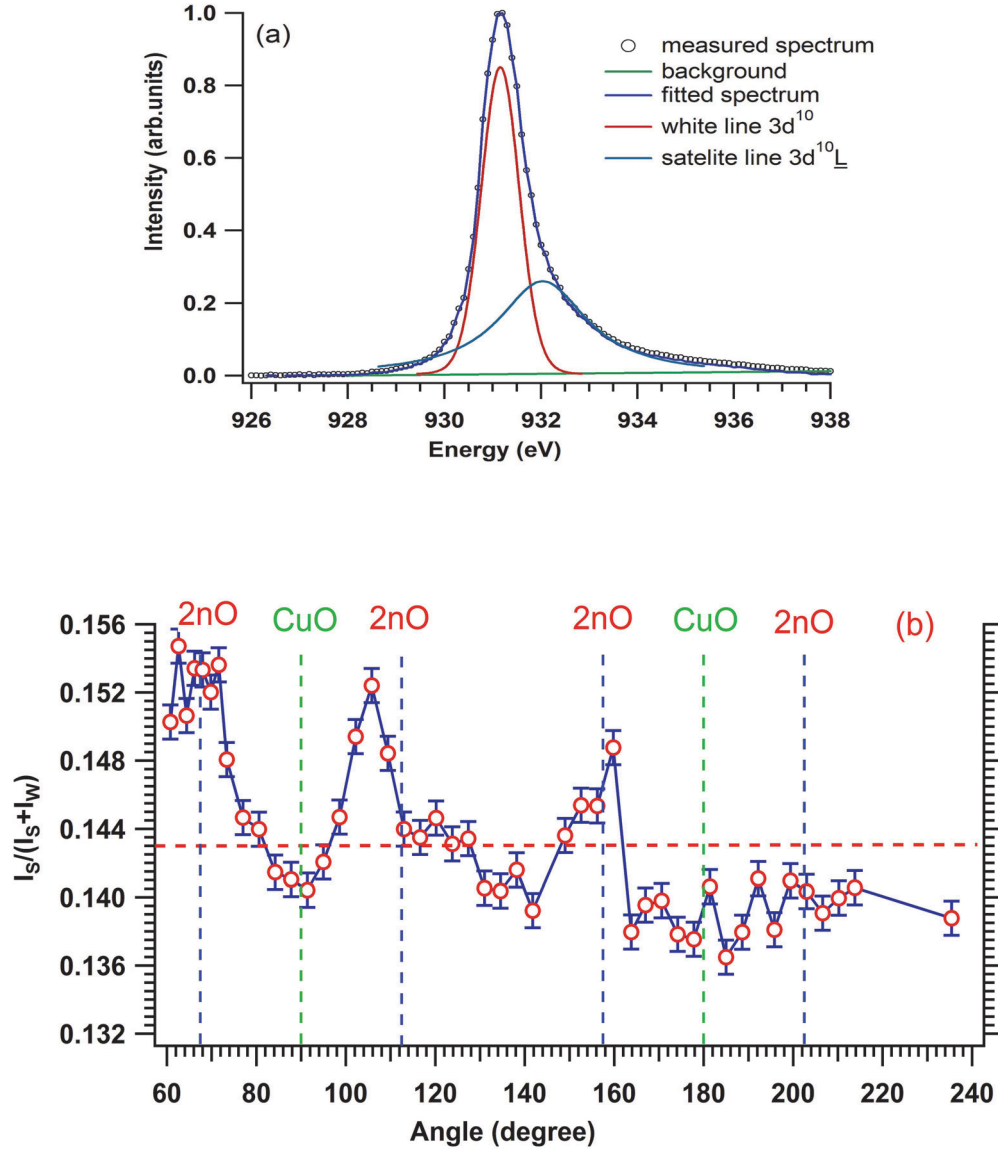 (a)
measured spectrum
background
fitted spectrum
white line 3d¹⁰
satelite line 3d¹⁰L̲
Intensity (arb.units)
1.0
0.8
0.6
0.4
0.2
0.0
926 928 930 932 934 936 938
Energy (eV)
2nO CuO 2nO 2nO CuO 2nO (b)
I_S/(I_S+I_W)
0.156
0.152
0.148
0.144
0.140
0.136
0.132
60 80 100 120 140 160 180 200 220 240
Angle (degree)